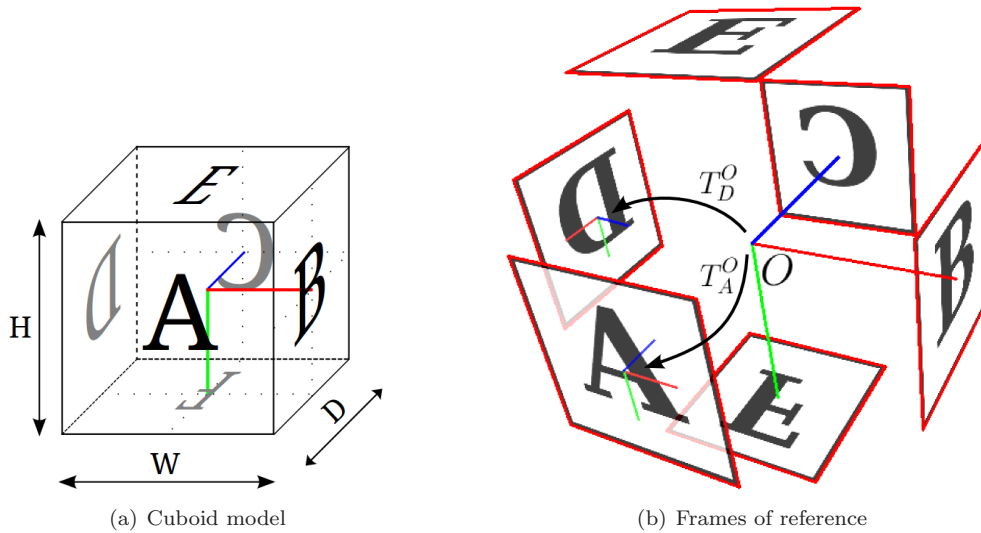 E
C
D
A
B
H
F
D
W
(a) Cuboid model
E
C
D
T_D^O
T_A^O
O
B
A
E
(b) Frames of reference